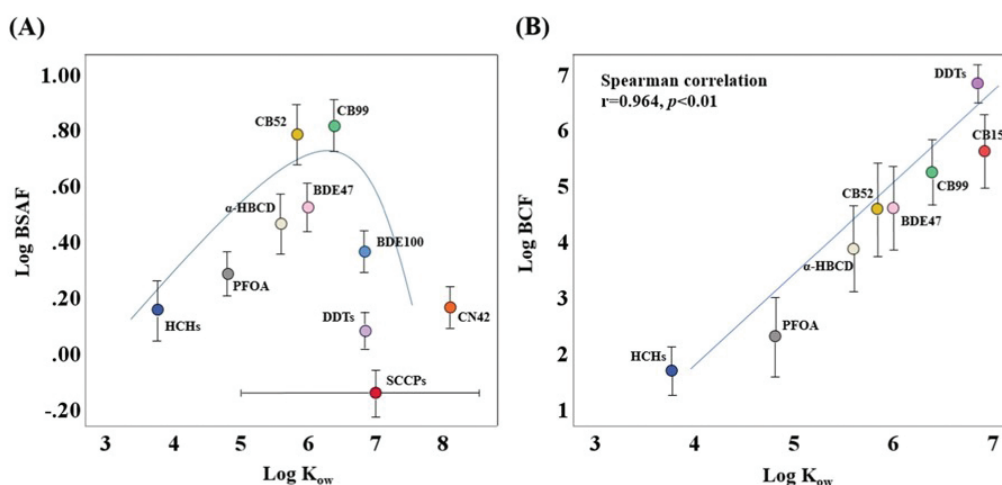 (A)
Log BSAF
1.00
.80
.60
.40
.20
.00
-.20
CB52
CB99
BDE47
α-HBCD
BDE100
PFOA
HCHs
DDTs
CN42
SCCPs
3 4 5 6 7 8
Log Kow
(B)
Log BCF
7
6
5
4
3
2
1
Spearman correlation
r=0.964, p<0.01
DDTs
CB15
CB99
CB52
BDE47
α-HBCD
PFOA
HCHs
3 4 5 6 7
Log Kow